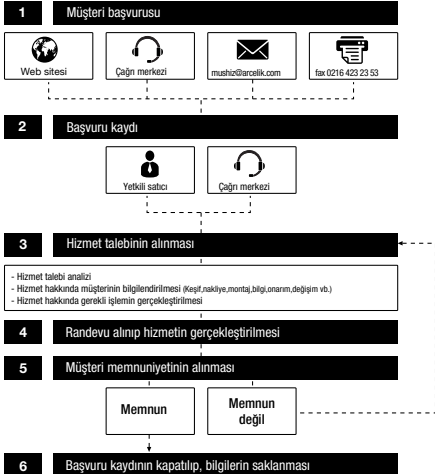 1 Müşteri başvurusu
Web sitesi
Çağrı merkezi
mushiz@arcelik.com
fax 0216 423 23 53
2 Başvuru kaydı
Yetkili satıcı
Çağrı merkezi
3 Hizmet talebinin alınması
- Hizmet talebi analizi
- Hizmet hakkında müşterinin bilgilendirilmesi (Keşif,nakliye,montaj,bilgi,onarım,değişim vb.)
- Hizmet hakkında gerekli işlemin gerçekleştirilmesi
4 Randevu alınıp hizmetin gerçekleştirilmesi
5 Müşteri memnuniyetinin alınması
Memnun
Memnun
değil
6 Başvuru kaydının kapatılıp, bilgilerin saklanması